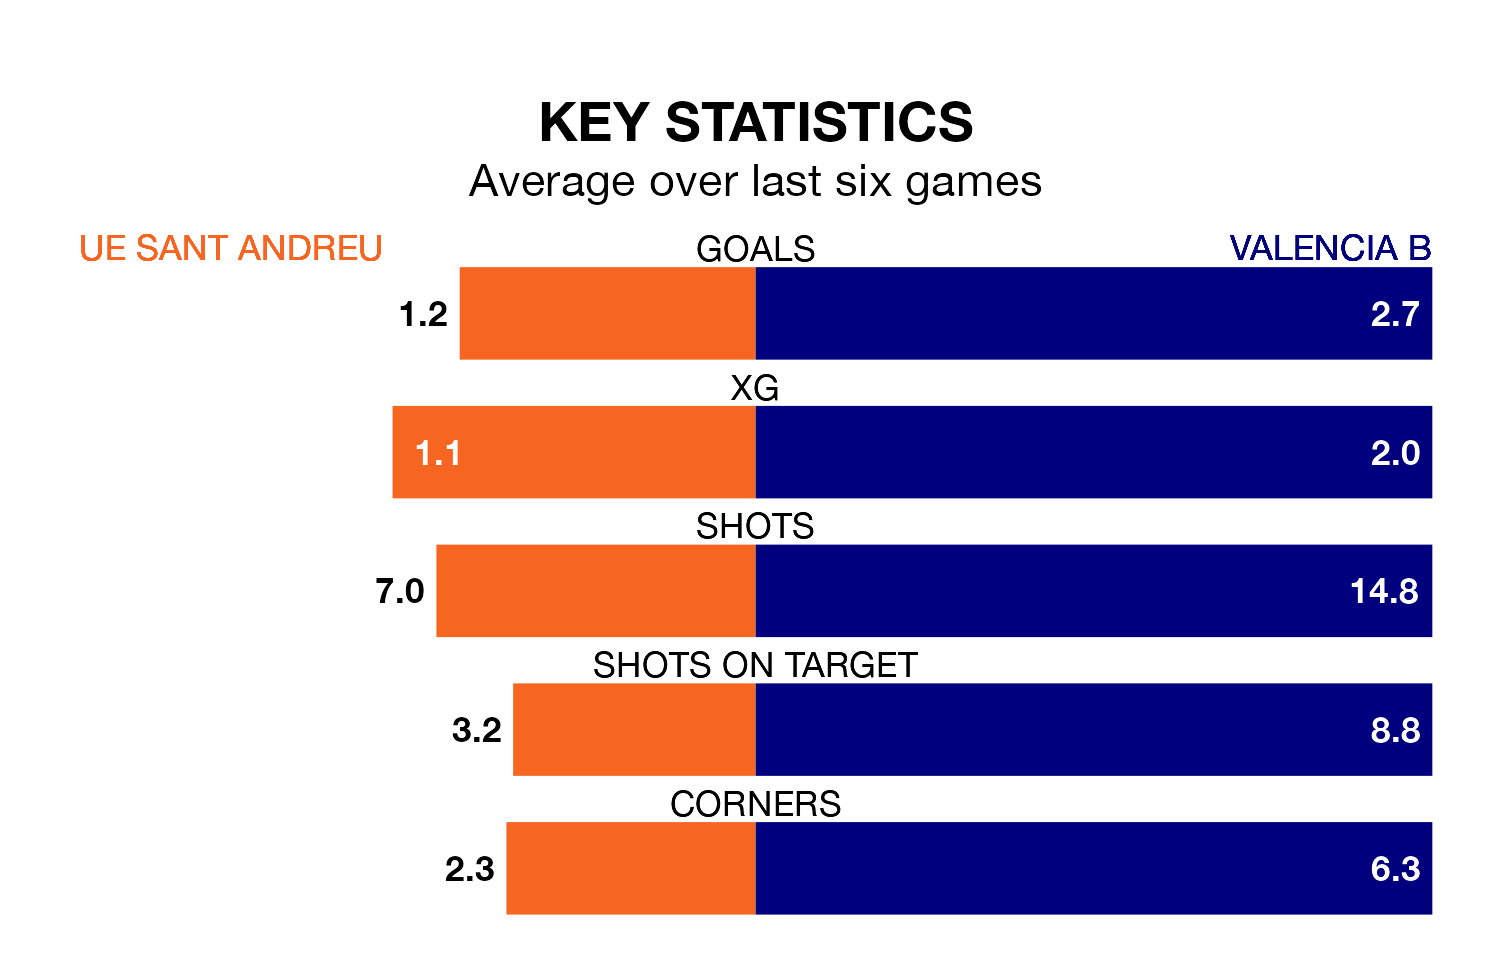 KEY STATISTICS
Average over last six games
UE SANT ANDREU GOALS VALENCIA B
1.2 2.7
XG
1.1 2.0
SHOTS
7.0 14.8
SHOTS ON TARGET
3.2 8.8
CORNERS
2.3 6.3